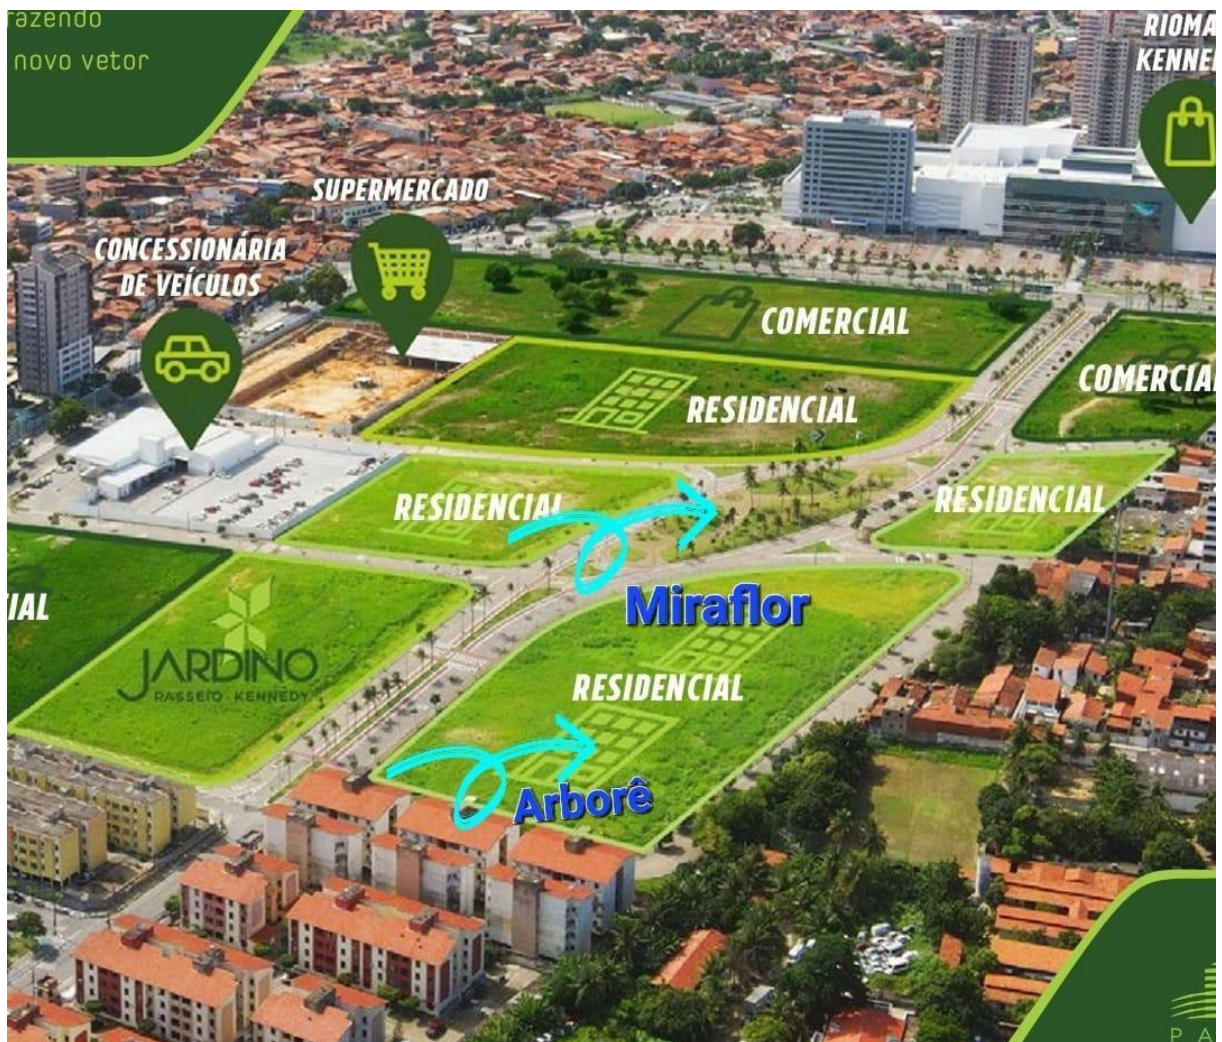 fazendo
novo vetor
RIOMA
KENNE
SUPERMERCADO
CONCESSIONÁRIA
DE VEÍCULOS
COMERCIAL
COMERCIAL
RESIDENCIAL
RESIDENCIAL
RESIDENCIAL
Miraflor
IAL
JARDINO
PASSEIO · KENNEDY
RESIDENCIAL
Arborê
PA